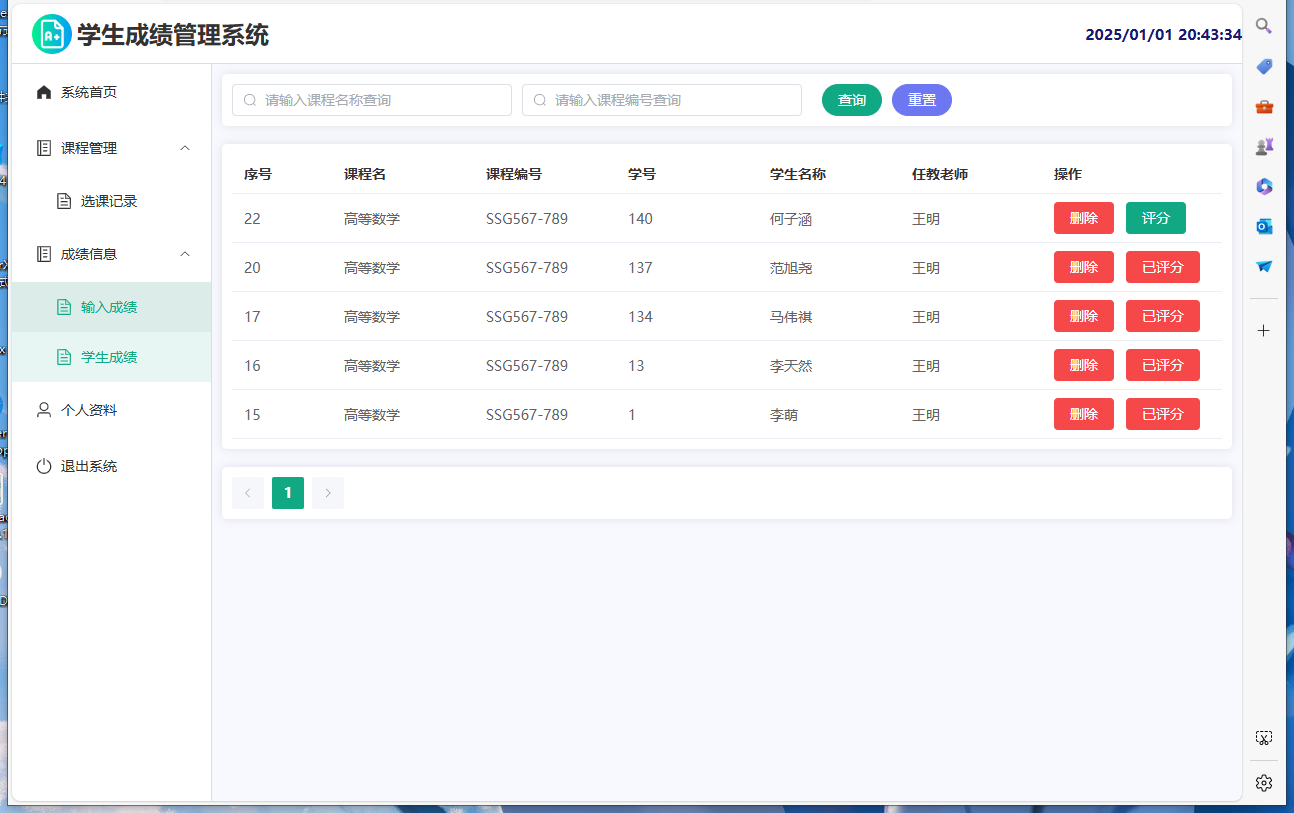 学生成绩管理系统
2025/01/01 20:43:34
系统首页
课程管理
选课记录
成绩信息
输入成绩
学生成绩
个人资料
退出系统
请输入课程名称查询 请输入课程编号查询 查询 重置
序号 课程名 课程编号 学号 学生名称 任教老师 操作
22 高等数学 SSG567-789 140 何子涵 王明 删除 评分
20 高等数学 SSG567-789 137 范旭尧 王明 删除 已评分
17 高等数学 SSG567-789 134 马伟祺 王明 删除 已评分
16 高等数学 SSG567-789 13 李天然 王明 删除 已评分
15 高等数学 SSG567-789 1 李萌 王明 删除 已评分
1